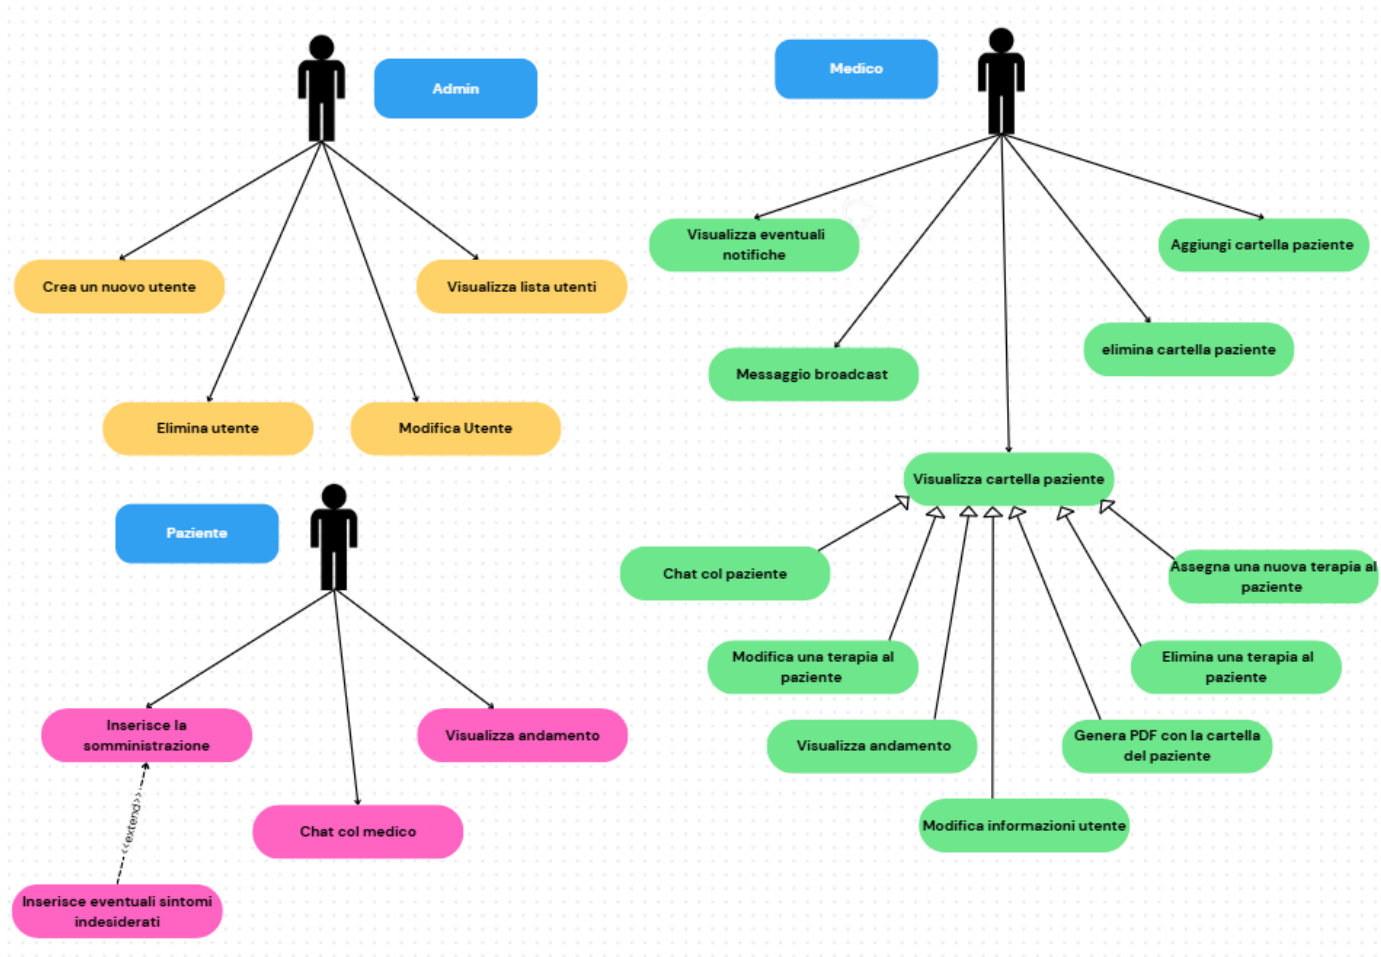 Admin
Crea un nuovo utente
Visualizza lista utenti
Elimina utente
Modifica Utente
Medico
Visualizza eventuali
notifiche
Aggiungi cartella paziente
elimina cartella paziente
Messaggio broadcast
Visualizza cartella paziente
Chat col paziente
Assegna una nuova terapia al
paziente
Modifica una terapia al
paziente
Elimina una terapia al
paziente
Visualizza andamento
Genera PDF con la cartella
del paziente
Modifica informazioni utente
Paziente
Inserisce la
somministrazione
Visualizza andamento
<<extend>>
Chat col medico
Inserisce eventuali sintomi
indesiderati